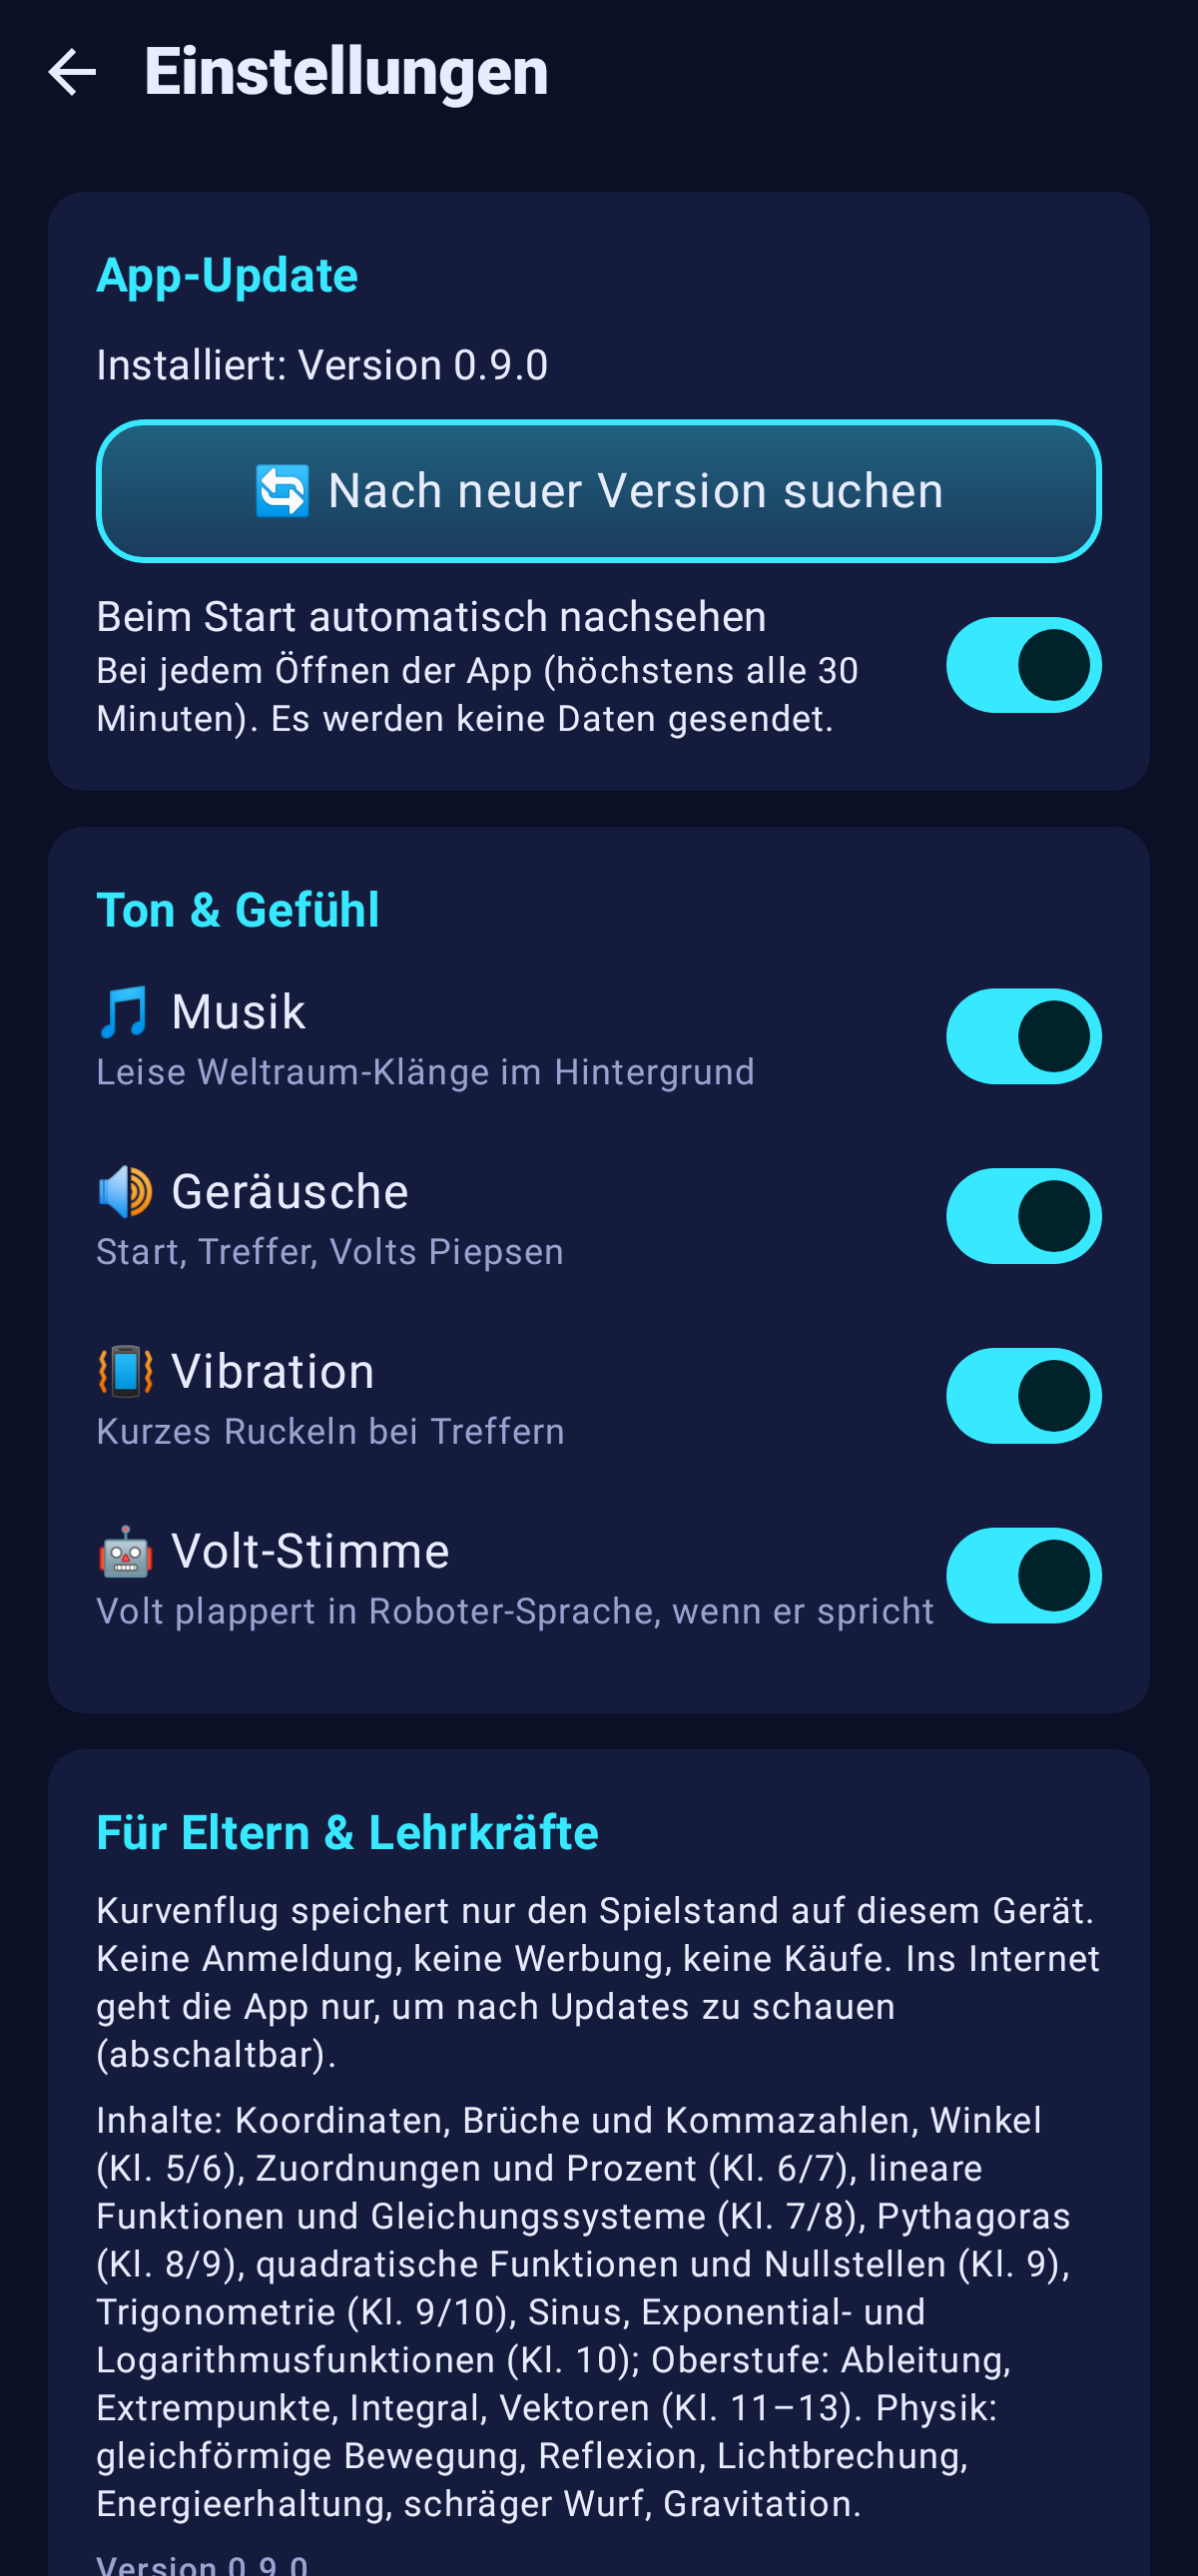 Einstellungen
App-Update
Installiert: Version 0.9.0
Nach neuer Version suchen
Beim Start automatisch nachsehen
Bei jedem Öffnen der App (höchstens alle 30
Minuten). Es werden keine Daten gesendet.
Ton & Gefühl
Musik
Leise Weltraum-Klänge im Hintergrund
Geräusche
Start, Treffer, Volts Piepsen
Vibration
Kurzes Ruckeln bei Treffern
Volt-Stimme
Volt plappert in Roboter-Sprache, wenn er spricht
Für Eltern & Lehrkräfte
Kurvenflug speichert nur den Spielstand auf diesem Gerät.
Keine Anmeldung, keine Werbung, keine Käufe. Ins Internet
geht die App nur, um nach Updates zu schauen
(abschaltbar).
Inhalte: Koordinaten, Brüche und Kommazahlen, Winkel
(Kl. 5/6), Zuordnungen und Prozent (Kl. 6/7), lineare
Funktionen und Gleichungssysteme (Kl. 7/8), Pythagoras
(Kl. 8/9), quadratische Funktionen und Nullstellen (Kl. 9),
Trigonometrie (Kl. 9/10), Sinus, Exponential- und
Logarithmusfunktionen (Kl. 10); Oberstufe: Ableitung,
Extrempunkte, Integral, Vektoren (Kl. 11–13). Physik:
gleichförmige Bewegung, Reflexion, Lichtbrechung,
Energieerhaltung, schräger Wurf, Gravitation.
Version 0.9.0